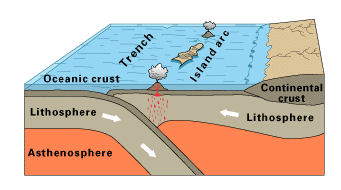 Trench
Island arc
Oceanic crust
Continental
crust
Lithosphere
Lithosphere
Asthenosphere